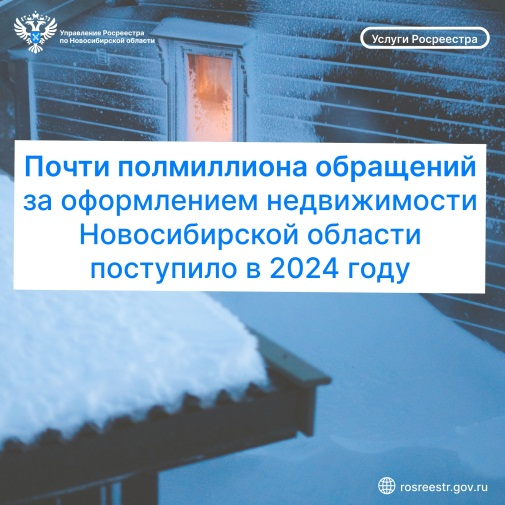 Управление Росреестра
по Новосибирской области
Услуги Росреестра
Почти полмиллиона обращений
за оформлением недвижимости
Новосибирской области
поступило в 2024 году
rosreestr.gov.ru